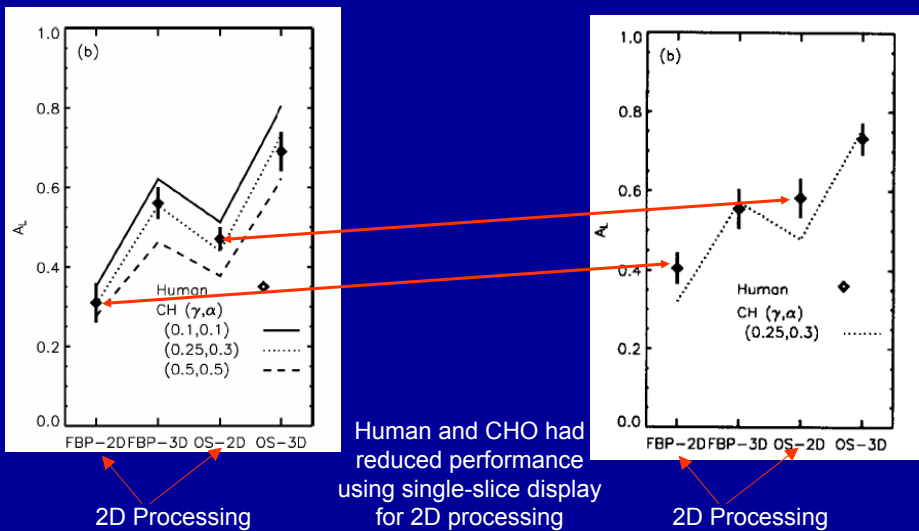 (b)
1.0
0.8
0.6
0.4
0.2
0.0
A_L
Human
CH (γ,α)
(0.1,0.1)
(0.25,0.3)
(0.5,0.5)
FBP-2D FBP-3D OS-2D OS-3D
2D Processing
Human and CHO had
reduced performance
using single-slice display
for 2D processing
(b)
1.0
0.8
0.6
0.4
0.2
0.0
A_L
Human
CH (γ,α)
(0.25,0.3)
FBP-2D FBP-3D OS-2D OS-3D
2D Processing